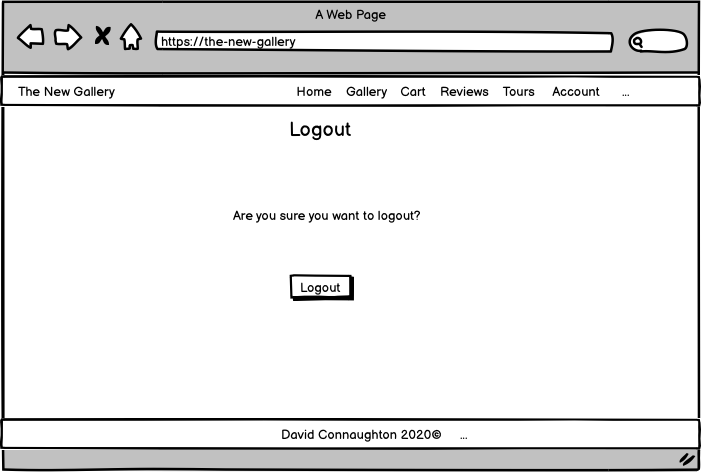 A Web Page
https://the-new-gallery
The New Gallery Home Gallery Cart Reviews Tours Account ...
Logout
Are you sure you want to logout?
Logout
David Connaughton 2020© ...